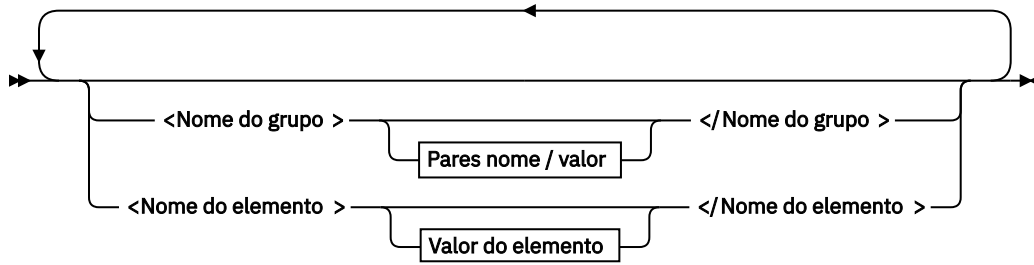 <Nome do grupo > </Nome do grupo >
Pares nome / valor
<Nome do elemento > </Nome do elemento >
Valor do elemento